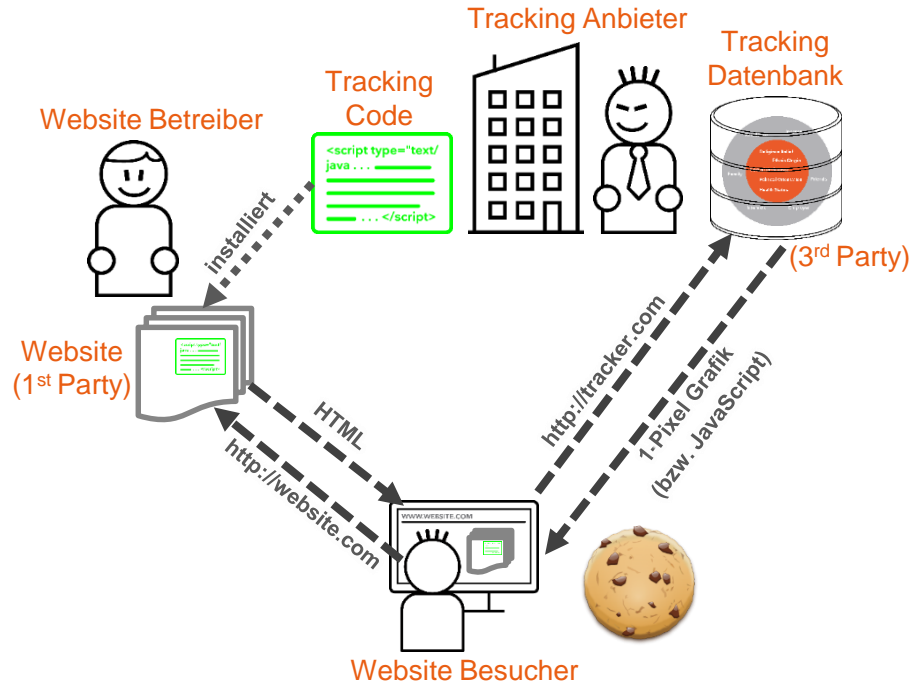 Tracking Anbieter
Tracking
Datenbank
Tracking
Code
Website Betreiber
<script type="text/
java . . .
. . . </script>
installiert
(3rd Party)
Website
(1st Party)
http://tracker.com
1-Pixel Grafik
(bzw. JavaScript)
HTML
http://website.com
WWW.WEBSITE.COM
Website Besucher